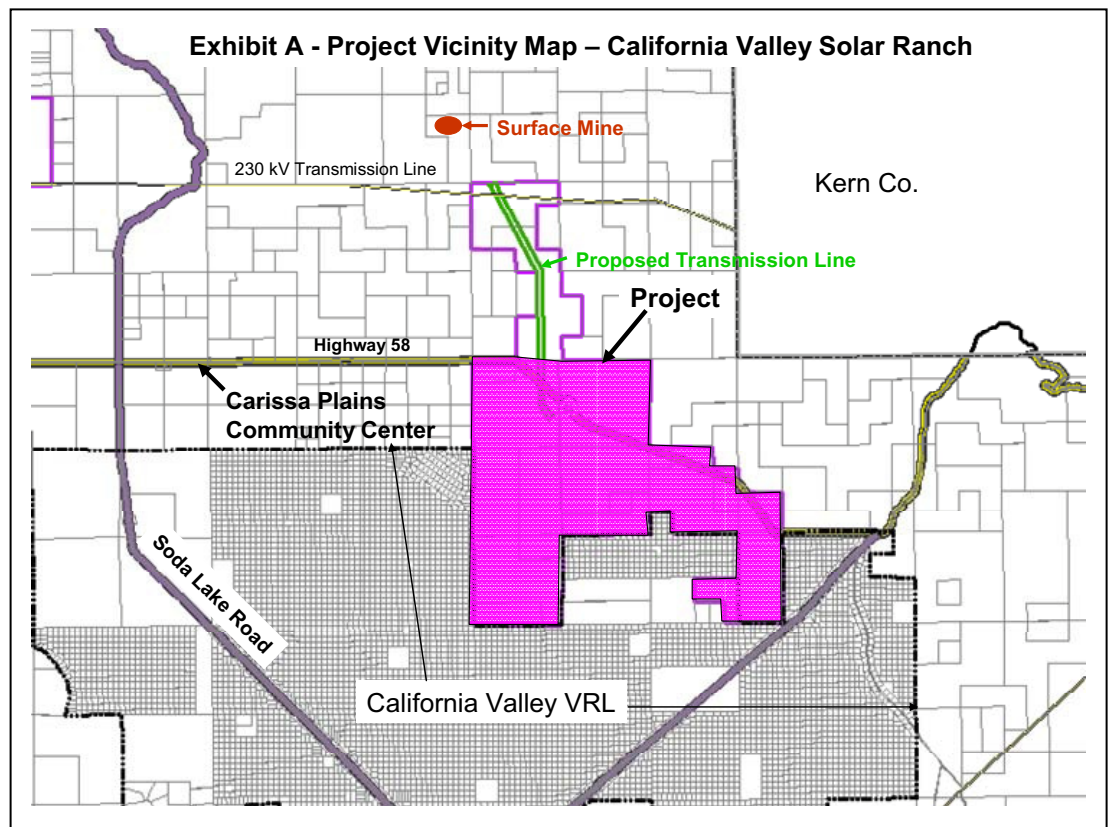 Exhibit A - Project Vicinity Map – California Valley Solar Ranch
Surface Mine
230 kV Transmission Line
Kern Co.
Proposed Transmission Line
Project
Highway 58
Carissa Plains
Community Center
Soda Lake Road
California Valley VRL